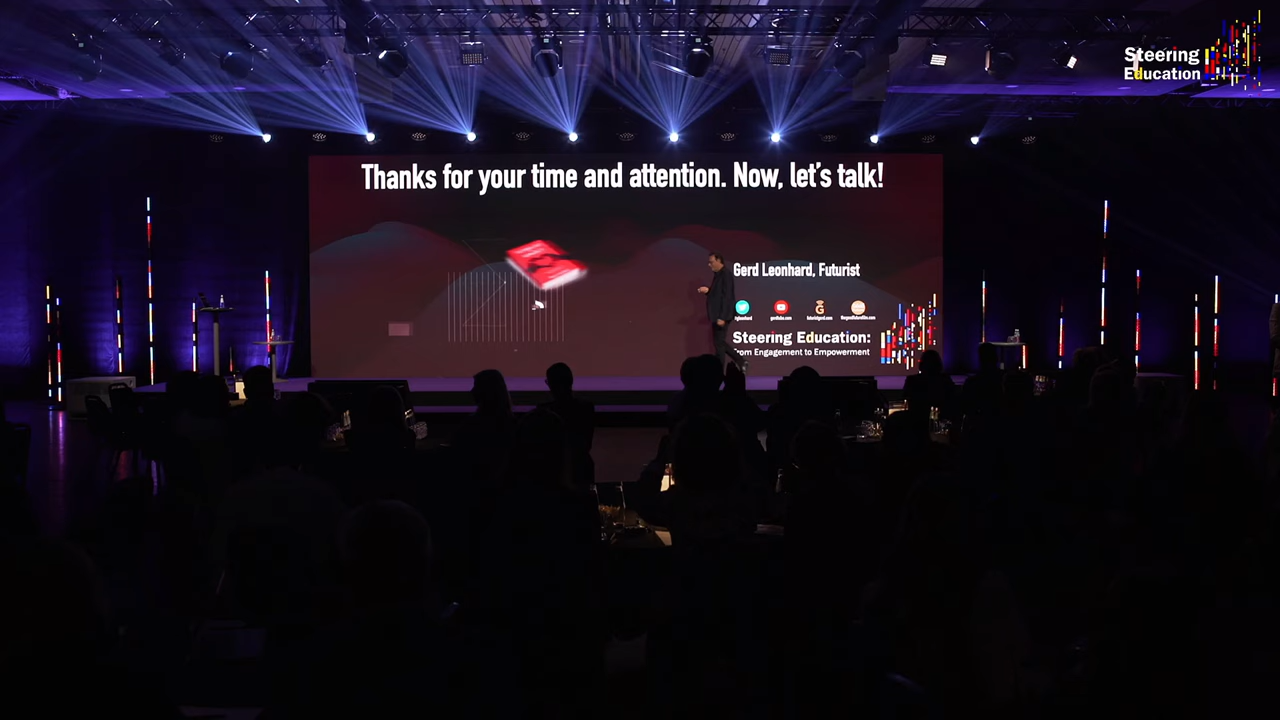 Steering
Education
Thanks for your time and attention. Now, let's talk!
Gerd Leonhard, Futurist
Steering Education:
From Engagement to Empowerment